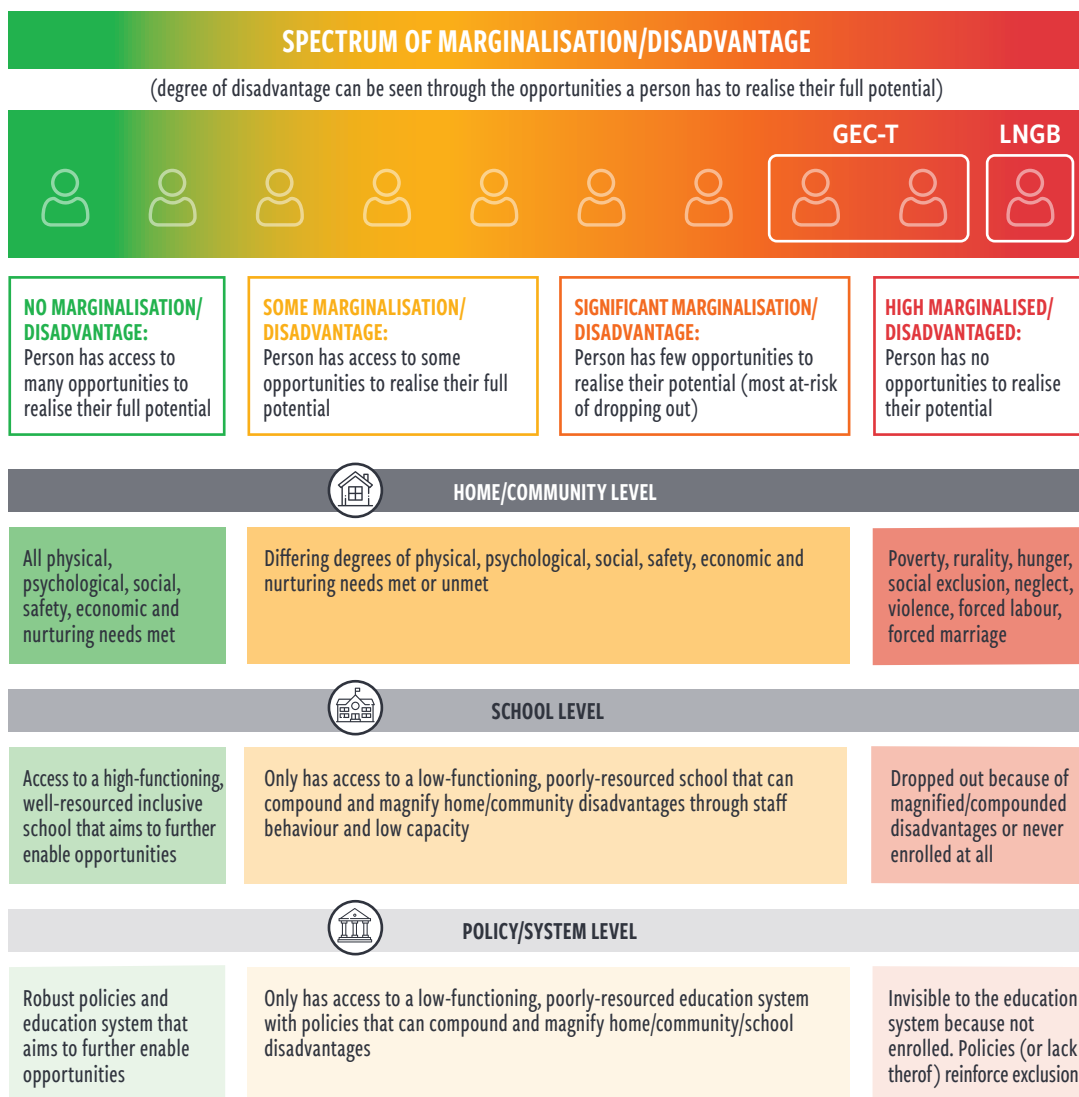 SPECTRUM OF MARGINALISATION/DISADVANTAGE
(degree of disadvantage can be seen through the opportunities a person has to realise their full potential)
GEC-T
LNGB
NO MARGINALISATION/
DISADVANTAGE:
Person has access to
many opportunities to
realise their full potential
SOME MARGINALISATION/
DISADVANTAGE:
Person has access to some
opportunities to realise their full
potential
SIGNIFICANT MARGINALISATION/
DISADVANTAGE:
Person has few opportunities to
realise their potential (most at-risk
of dropping out)
HIGH MARGINALISED/
DISADVANTAGED:
Person has no
opportunities to realise
their potential
HOME/COMMUNITY LEVEL
All physical,
psychological, social,
safety, economic and
nurturing needs met
Differing degrees of physical, psychological, social, safety, economic and
nurturing needs met or unmet
Poverty, rurality, hunger,
social exclusion, neglect,
violence, forced labour,
forced marriage
SCHOOL LEVEL
Access to a high-functioning,
well-resourced inclusive
school that aims to further
enable opportunities
Only has access to a low-functioning, poorly-resourced school that can
compound and magnify home/community disadvantages through staff
behaviour and low capacity
Dropped out because of
magnified/compounded
disadvantages or never
enrolled at all
POLICY/SYSTEM LEVEL
Robust policies and
education system that
aims to further enable
opportunities
Only has access to a low-functioning, poorly-resourced education system
with policies that can compound and magnify home/community/school
disadvantages
Invisible to the education
system because not
enrolled. Policies (or lack
therof) reinforce exclusion